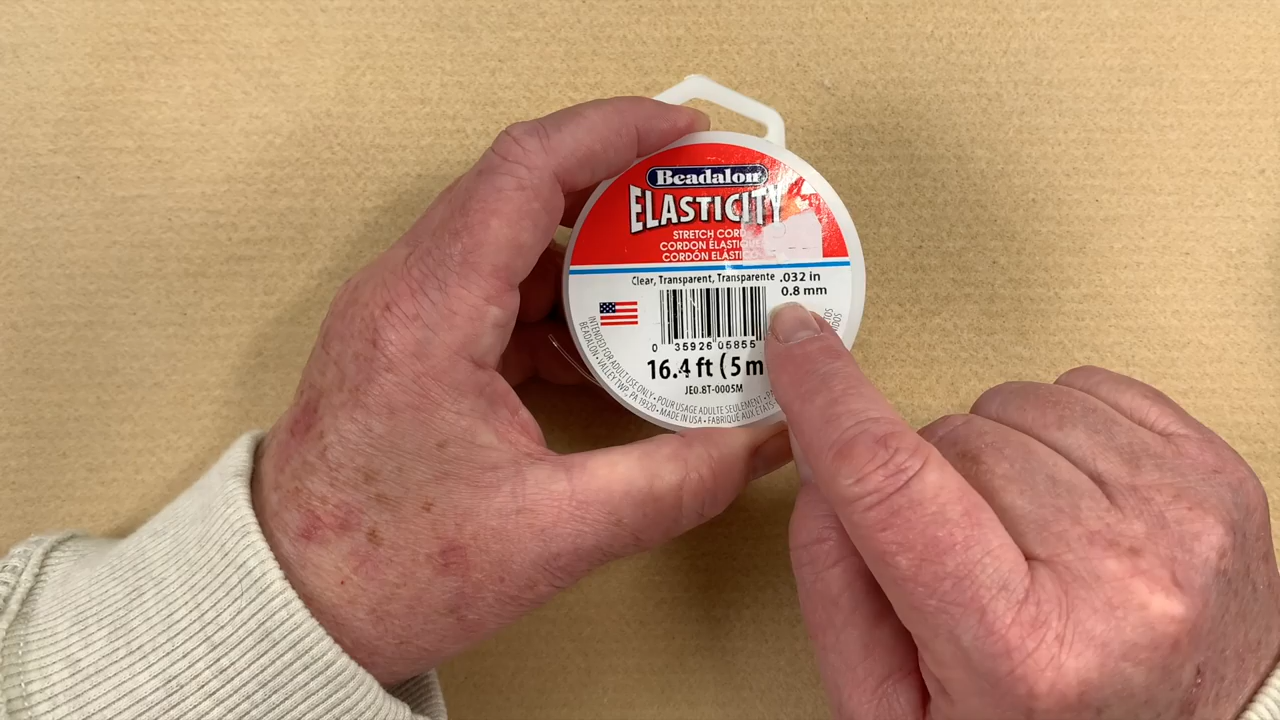 Beadalon
ELASTICITY
STRETCH CORD
CORDON ÉLASTIQUE
CORDÓN ELÁSTIC
Clear, Transparent, Transparente
.032 in
0.8 mm
0 35926 05855
16.4 ft (5 m
JE0.8T-0005M
INTENDED FOR ADULT USE ONLY • POUR USAGE ADULTE SEULEMENT •
BEADALON • VALLEY TWP, PA 19320 • MADE IN USA • FABRIQUÉ AUX ÉTATS-